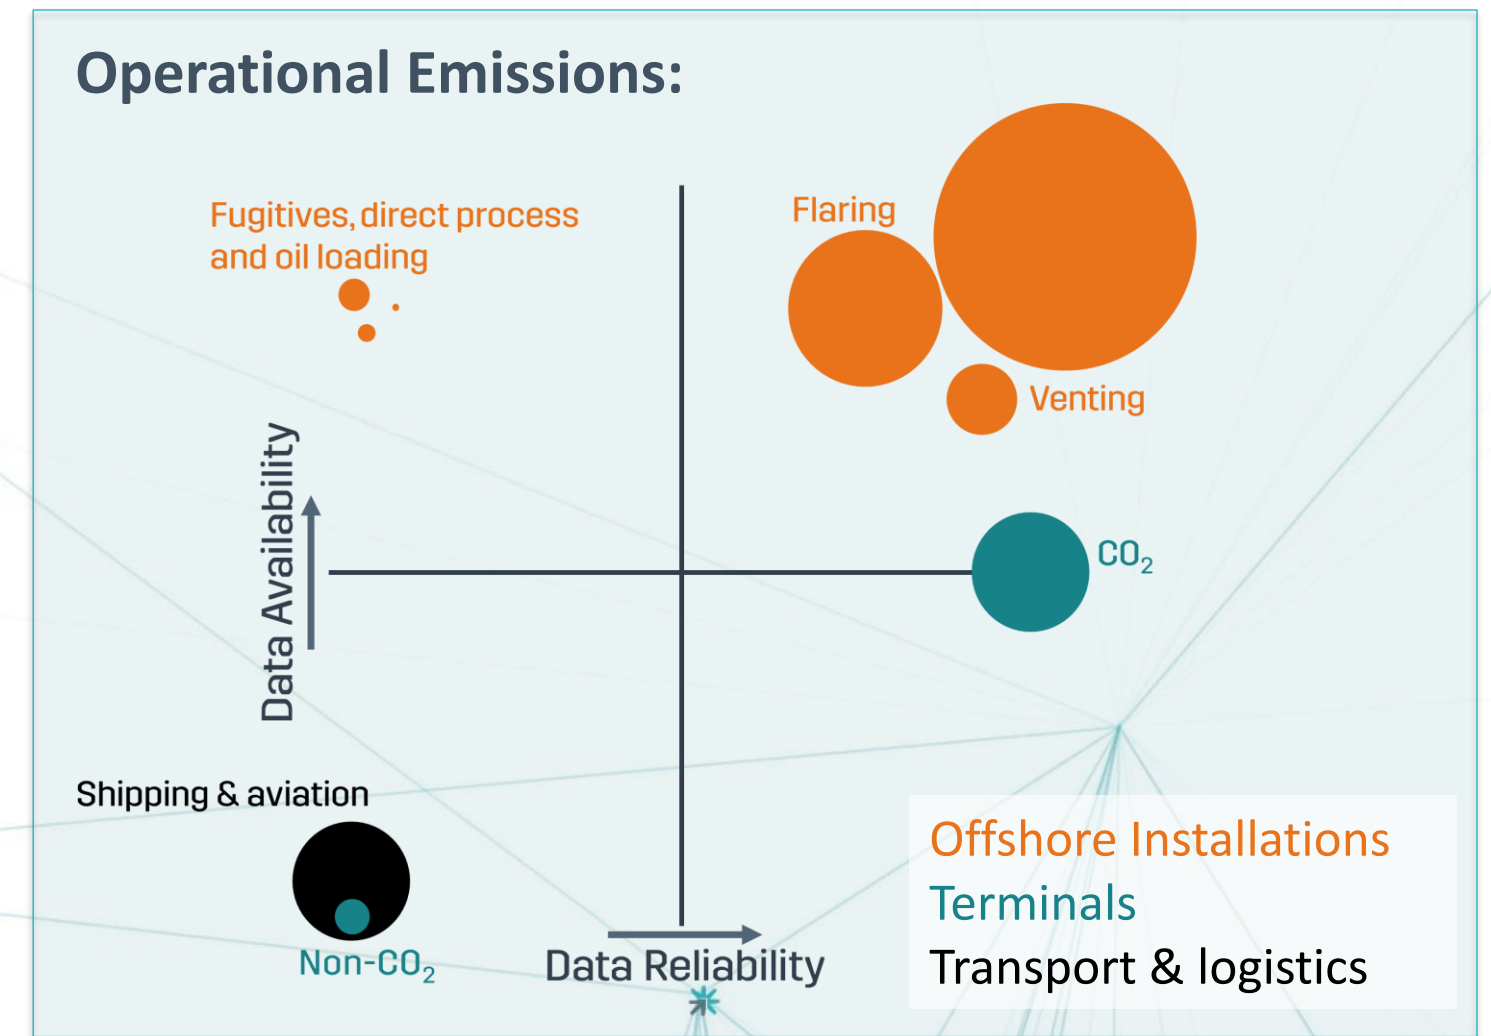 Operational Emissions:
Fugitives, direct process
and oil loading
Flaring
Venting
Data Availability
CO₂
Shipping & aviation
Non-CO₂
Data Reliability
Offshore Installations
Terminals
Transport & logistics